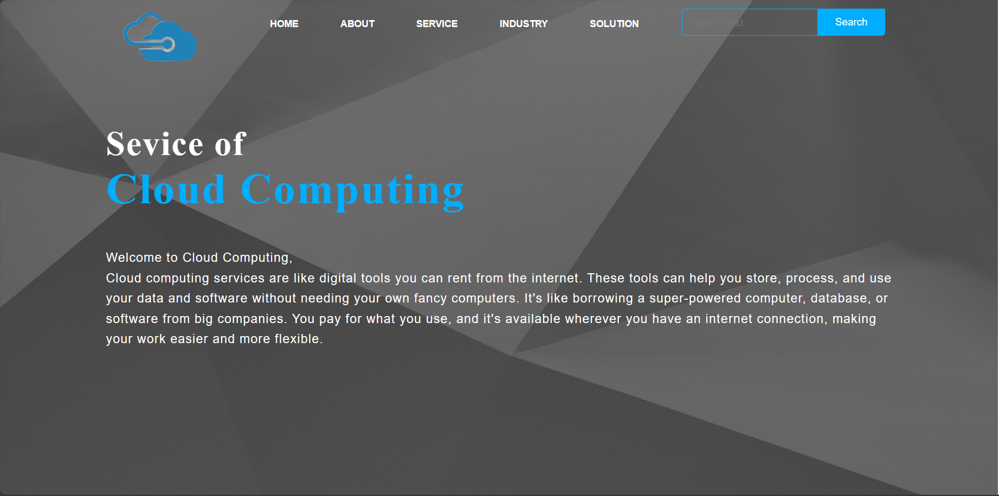 HOME
ABOUT
SERVICE
INDUSTRY
SOLUTION
Type To text
Search
Sevice of
Cloud Computing
Welcome to Cloud Computing,
Cloud computing services are like digital tools you can rent from the internet. These tools can help you store, process, and use
your data and software without needing your own fancy computers. It's like borrowing a super-powered computer, database, or
software from big companies. You pay for what you use, and it's available wherever you have an internet connection, making
your work easier and more flexible.